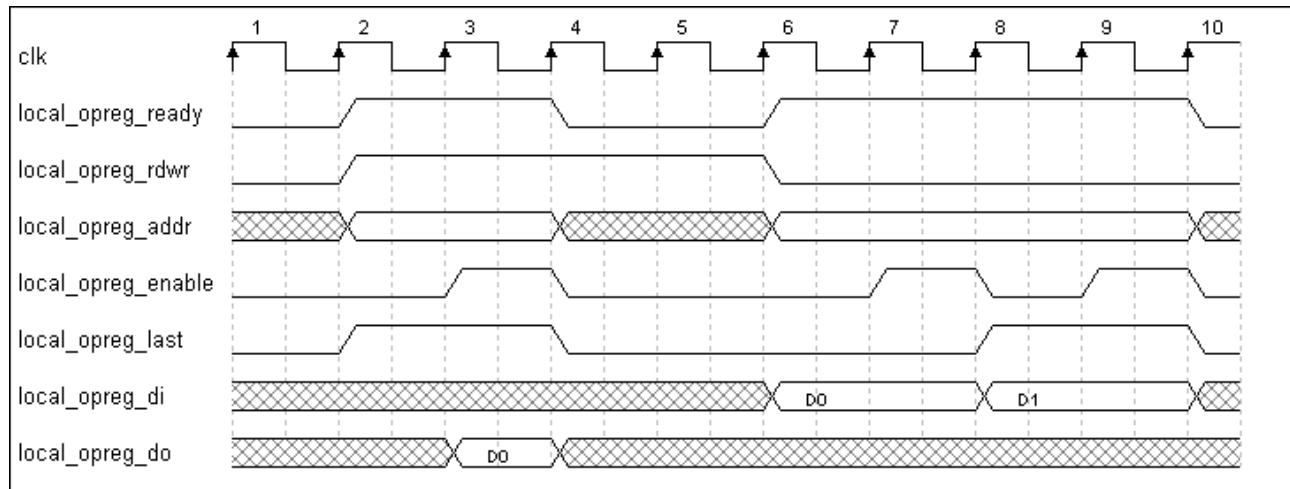 1 2 3 4 5 6 7 8 9 10
clk
local_opreg_ready
local_opreg_rdwr
local_opreg_addr
local_opreg_enable
local_opreg_last
local_opreg_di D0 D1
local_opreg_do D0